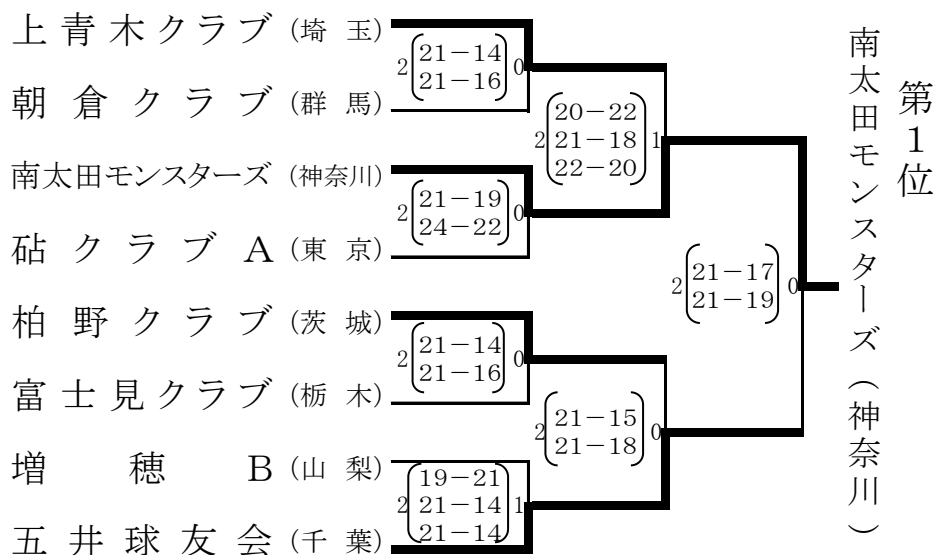 上青木クラブ (埼 玉)
2 21−14 0
21−16
朝倉クラブ (群 馬)
2 20−22 1
21−18
22−20
南太田モンスターズ (神奈川)
2 21−19 0
24−22
砧クラブA (東 京)
2 21−17 0
21−19
柏野クラブ (茨 城)
2 21−14 0
21−16
富士見クラブ (栃 木)
2 21−15 0
21−18
増穂B (山 梨)
2 19−21 1
21−14
21−14
五井球友会 (千 葉)
第1位
南太田モンスターズ(神奈川)